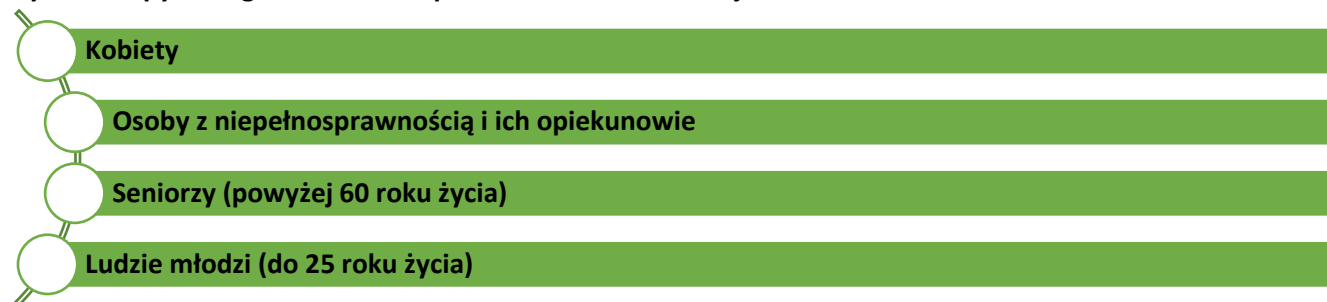 Kobiety
Osoby z niepełnosprawnością i ich opiekunowie
Seniorzy (powyżej 60 roku życia)
Ludzie młodzi (do 25 roku życia)